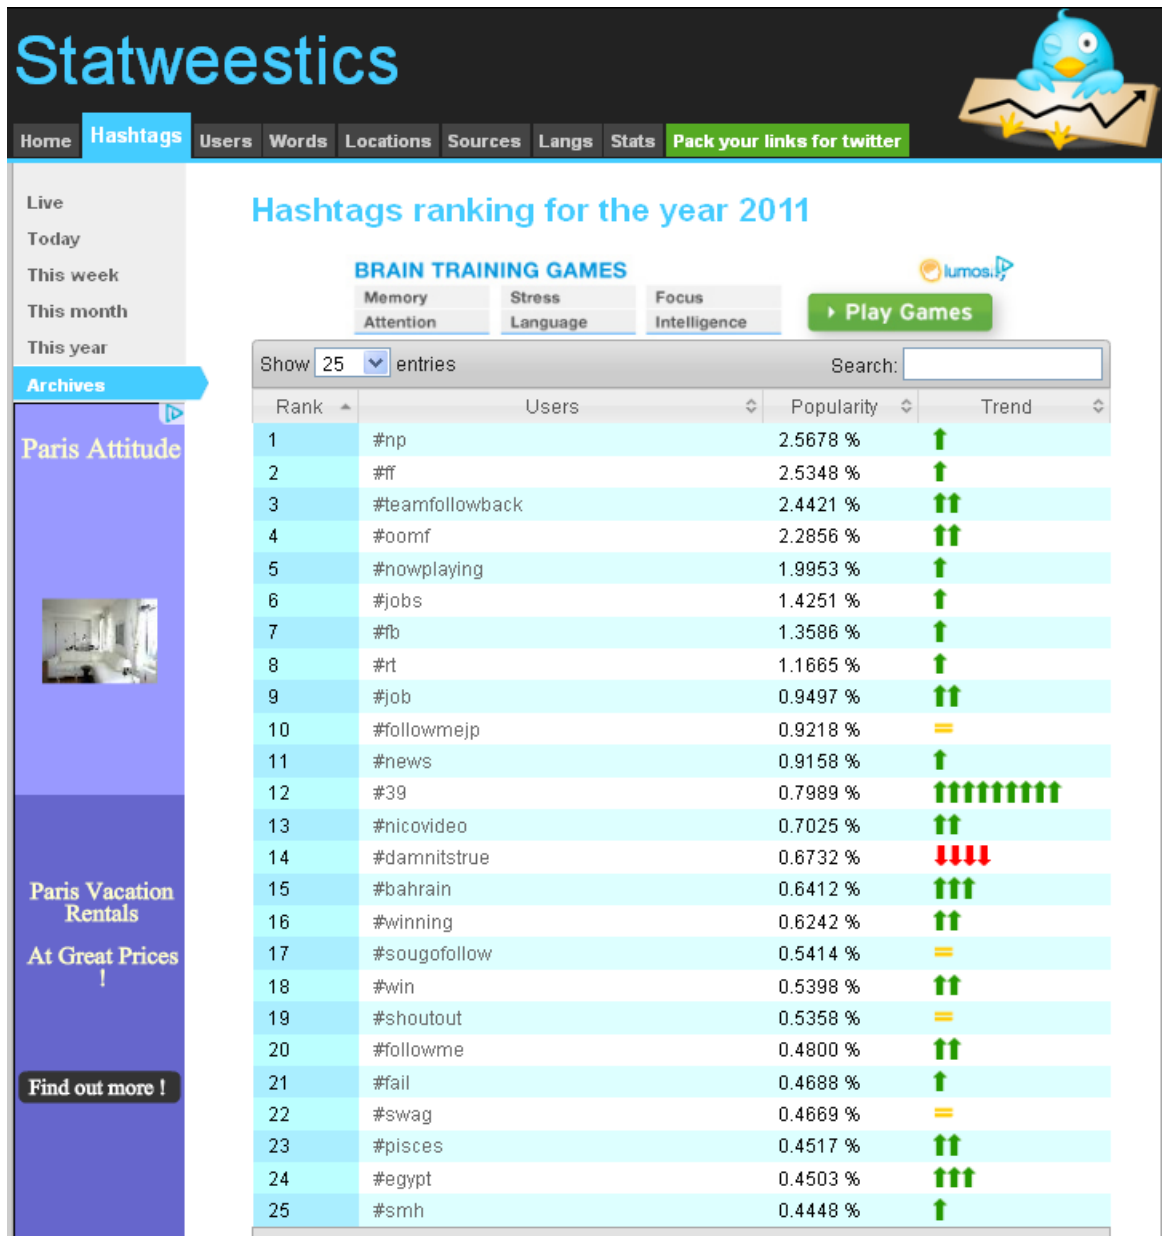 Statweestics
Home Hashtags Users Words Locations Sources Langs Stats Pack your links for twitter
Live
Today
This week
This month
This year
Archives
Paris Attitude
Paris Vacation
Rentals
At Great Prices
!
Find out more !
Hashtags ranking for the year 2011
BRAIN TRAINING GAMES
Memory Stress Focus
Attention Language Intelligence
Play Games
Show 25 entries Search:
Rank Users Popularity Trend
1 #np 2.5678 %
2 #ff 2.5348 %
3 #teamfollowback 2.4421 %
4 #oomf 2.2856 %
5 #nowplaying 1.9953 %
6 #jobs 1.4251 %
7 #fb 1.3586 %
8 #rt 1.1665 %
9 #job 0.9497 %
10 #followmejp 0.9218 % =
11 #news 0.9158 %
12 #39 0.7989 %
13 #nicovideo 0.7025 %
14 #damnitstrue 0.6732 %
15 #bahrain 0.6412 %
16 #winning 0.6242 %
17 #sougofollow 0.5414 % =
18 #win 0.5398 %
19 #shoutout 0.5358 % =
20 #followme 0.4800 %
21 #fail 0.4688 %
22 #swag 0.4669 % =
23 #pisces 0.4517 %
24 #egypt 0.4503 %
25 #smh 0.4448 %